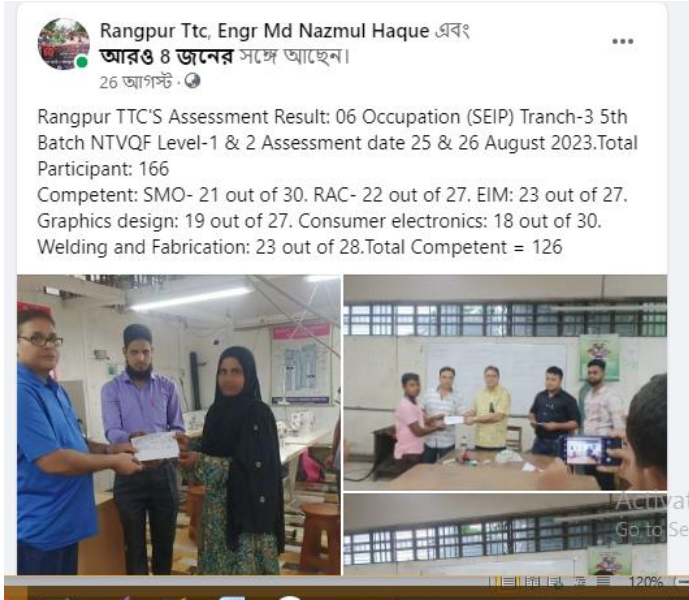 Rangpur Ttc, Engr Md Nazmul Haque এবং
আরও 8 জনের সঙ্গে আছেন।
26 আগস্ট ·
Rangpur TTC'S Assessment Result: 06 Occupation (SEIP) Tranch-3 5th
Batch NTVQF Level-1 & 2 Assessment date 25 & 26 August 2023.Total
Participant: 166
Competent: SMO- 21 out of 30. RAC- 22 out of 27. EIM: 23 out of 27.
Graphics design: 19 out of 27. Consumer electronics: 18 out of 30.
Welding and Fabrication: 23 out of 28.Total Competent = 126
Activat
Go to Se
120%